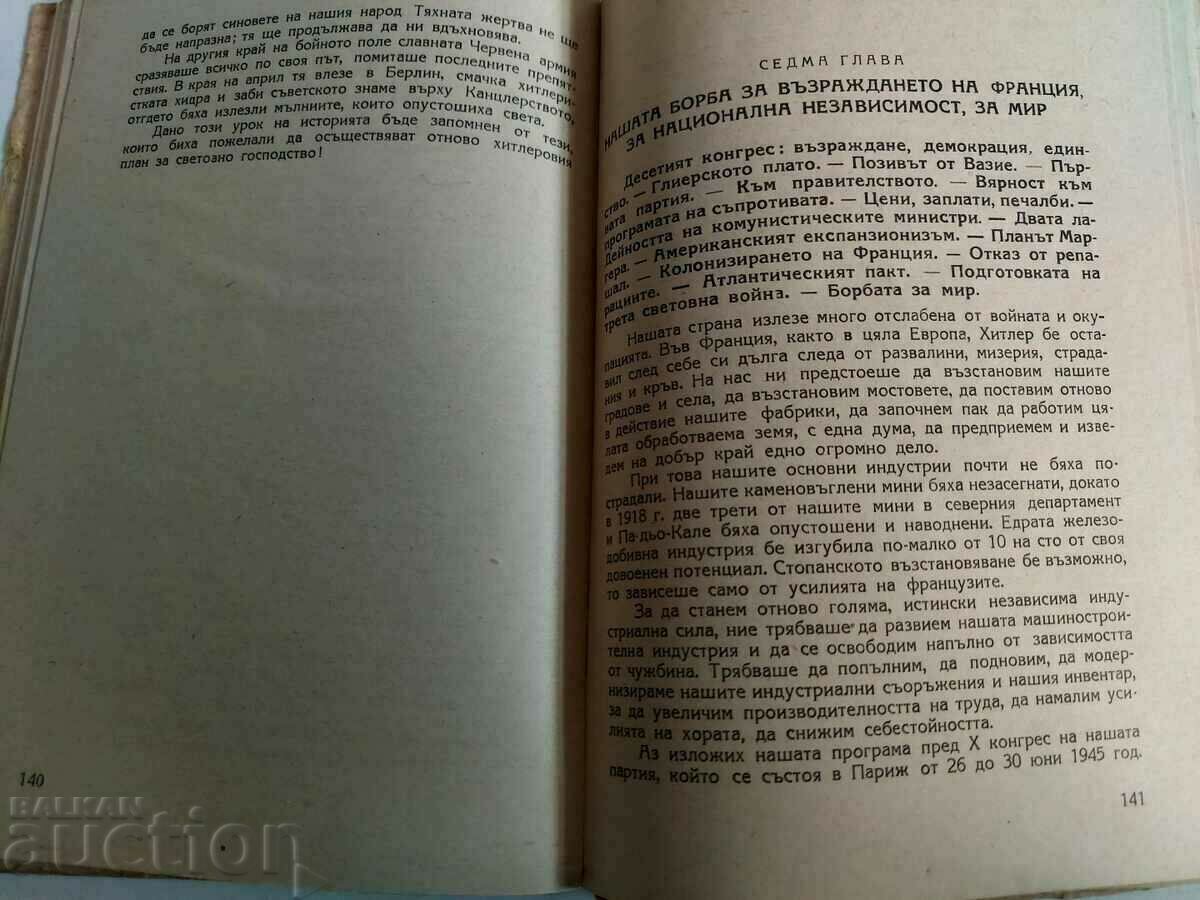 да се борят синовете на нашия народ Тяхната жертва не ще
бъде напразна; тя ще продължава да ни вдъхновява.
На другия край на бойното поле славната Червена армия
сразяваше всичко по своя път, помиташе последните препят-
ствия. В края на април тя влезе в Берлин, смачка хитлери-
стката хидра и заби съветското знаме върху Канцлерството,
отгдето бяха излезли мълниите, които опустошиха света.
Дано този урок на историята бъде запомнен от тези,
които биха пожелали да осъществяват отново хитлеровия
план за световно господство!
140
СЕДМА ГЛАВА
НАШАТА БОРБА ЗА ВЪЗРАЖДАНЕТО НА ФРАНЦИЯ,
ЗА НАЦИОНАЛНА НЕЗАВИСИМОСТ, ЗА МИР
Десетият конгрес: възраждане, демокрация, един-
ство. — Глиерското плато. — Позивът от Вазие. — Пър-
вата партия. — Към правителството. — Вярност към
програмата на съпротивата. — Цени, заплати, печалби. —
Дейността на комунистическите министри. — Двата ла-
гера. — Американският експанзионизъм. — Планът Мар-
шал. — Колонизирането на Франция. — Отказ от репа-
рациите. — Атлантическият пакт. — Подготовката на
трета световна война. — Борбата за мир.
Нашата страна излезе много отслабена от войната и оку-
пацията. Във Франция, както в цяла Европа, Хитлер бе оста-
вил след себе си дълга следа от развалини, мизерия, страда-
ния и кръв. На нас ни предстоеше да възстановим нашите
градове и села, да възстановим мостовете, да поставим отново
в действие нашите фабрики, да започнем пак да работим ця-
лата обработваема земя, с една дума, да предприемем и изве-
дем на добър край едно огромно дело.
При това нашите основни индустрии почти не бяха по-
страдали. Нашите каменовъглени мини бяха незасегнати, докато
в 1918 г. две трети от нашите мини в северния департамент
и Па-дьо-Кале бяха опустошени и наводнени. Едрата железо-
добивна индустрия бе изгубила по-малко от 10 на сто от своя
довоенен потенциал. Стопанското възстановяване бе възможно,
то зависеше само от усилията на французите.
За да станем отново голяма, истински независима инду-
стриална сила, ние трябваше да развием нашата машинострои-
телна индустрия и да се освободим напълно от зависимостта
от чужбина. Трябваше да попълним, да подновим, да модер-
низираме нашите индустриални съоръжения и нашия инвентар,
за да увеличим производителността на труда, да намалим уси-
лията на хората, да снижим себестойността.
Аз изложих нашата програма пред X конгрес на нашата
партия, който се състоя в Париж от 26 до 30 юни 1945 год.
141
BALKAN
auction